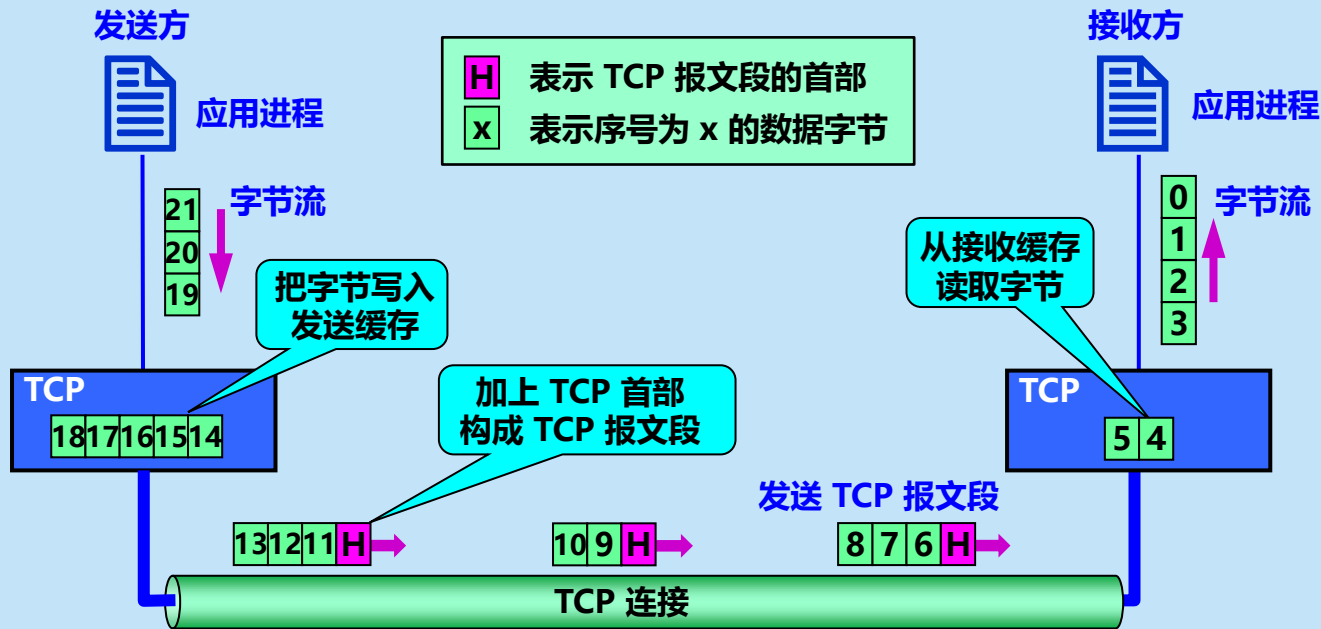 发送方
接收方
H 表示 TCP 报文段的首部
x 表示序号为 x 的数据字节
应用进程
应用进程
21
20
19
字节流
0
1
2
3
字节流
把字节写入
发送缓存
从接收缓存
读取字节
TCP
18 17 16 15 14
加上 TCP 首部
构成 TCP 报文段
TCP
5 4
发送 TCP 报文段
13 12 11 H
10 9 H
8 7 6 H
TCP 连接